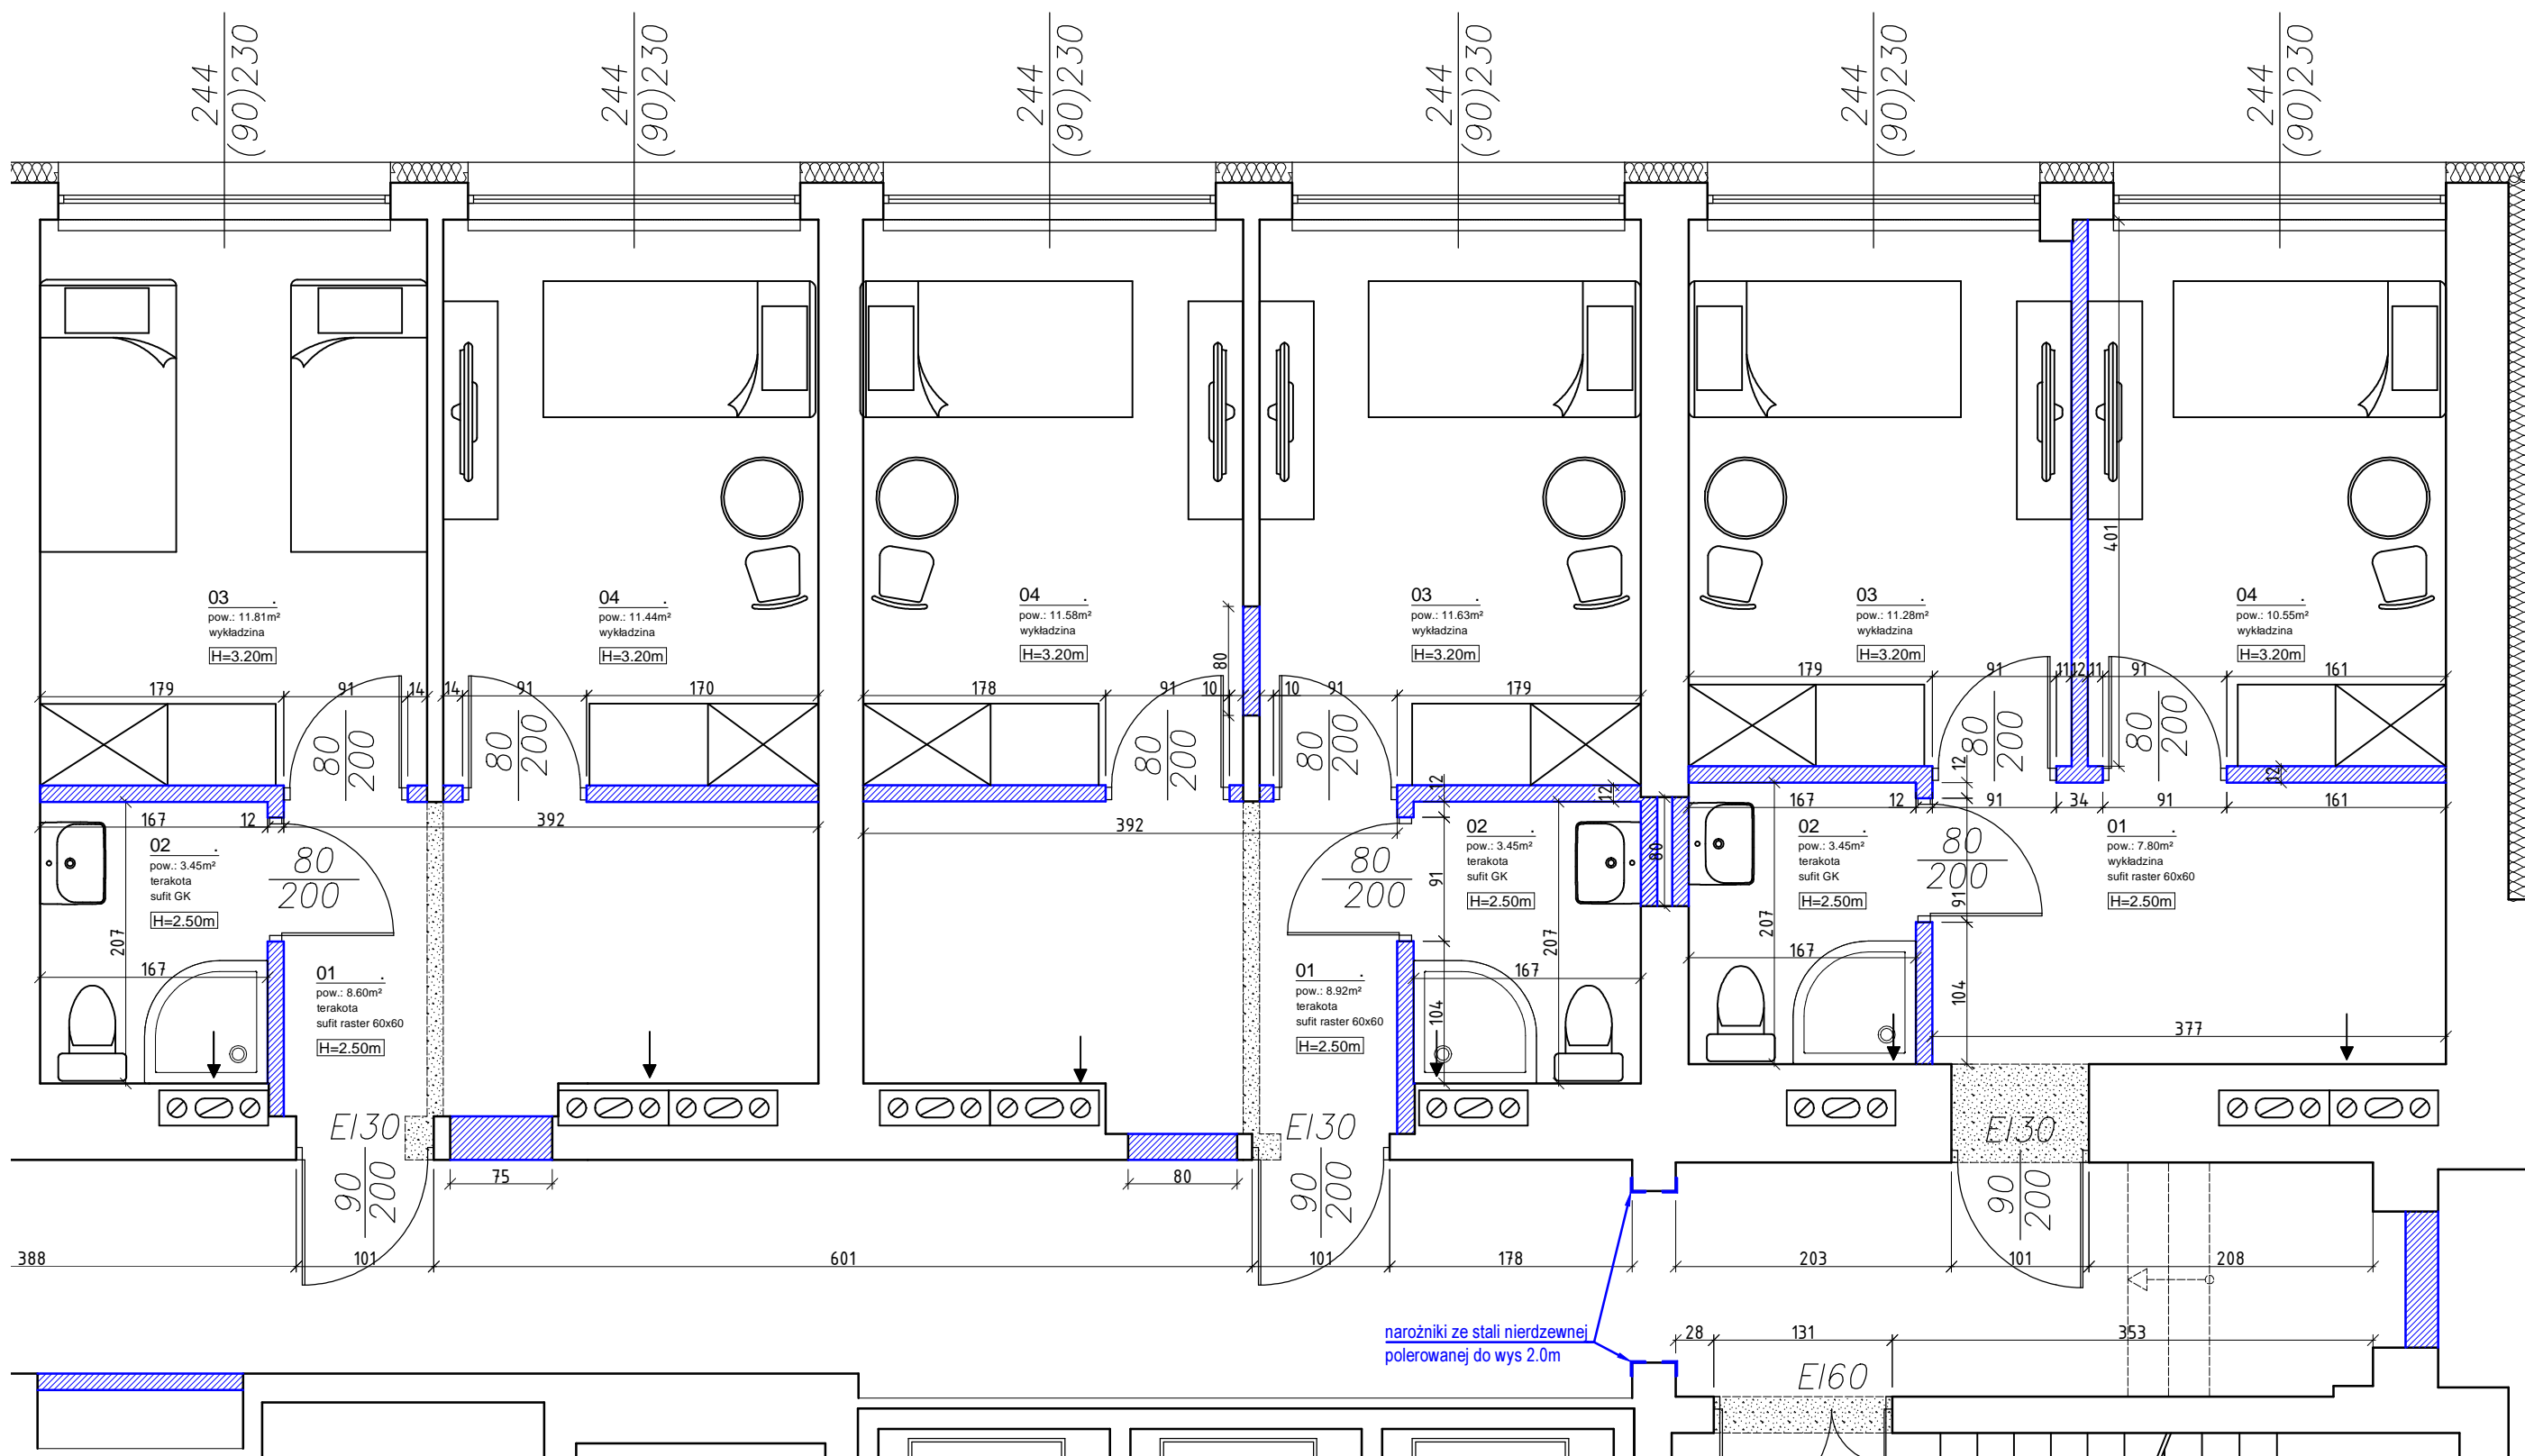 244
(90)230
244
(90)230
244
(90)230
244
(90)230
244
(90)230
244
(90)230
03 .
pow.: 11.81m²
wykładzina
H=3.20m
04 .
pow.: 11.44m²
wykładzina
H=3.20m
04 .
pow.: 11.58m²
wykładzina
H=3.20m
03 .
pow.: 11.63m²
wykładzina
H=3.20m
03 .
pow.: 11.28m²
wykładzina
H=3.20m
04 .
pow.: 10.55m²
wykładzina
H=3.20m
401
80
179 91 14 14 91 170
178 91 10 10 91 179
179 91 11 12 11 91 161
80
200
80
200
80
200
80
200
80
200
80
200
12
12
12
12
167 12 392
392
167 12 91 34 91 161
02 .
pow.: 3.45m²
terakota
sufit GK
H=2.50m
80
200
207
167
01 .
pow.: 8.60m²
terakota
sufit raster 60x60
H=2.50m
80
200
91
02 .
pow.: 3.45m²
terakota
sufit GK
H=2.50m
80
207
167
104
01 .
pow.: 8.92m²
terakota
sufit raster 60x60
H=2.50m
02 .
pow.: 3.45m²
terakota
sufit GK
H=2.50m
80
200
91
207
167
104
01 .
pow.: 7.80m²
wykładzina
sufit raster 60x60
H=2.50m
377
EI30
90
200
75
80
EI30
90
200
EI30
90
200
388 101 601 101 178 203 101 208
narożniki ze stali nierdzewnej
polerowanej do wys 2.0m
28 131 353
EI60